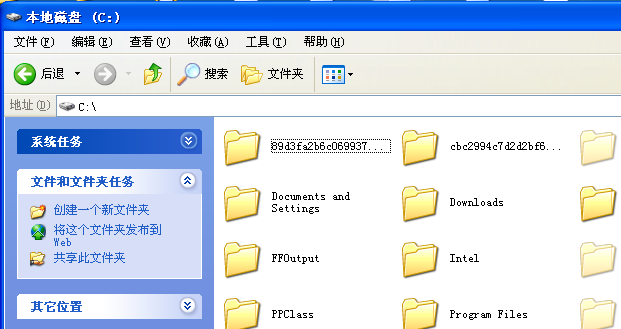 本地磁盘 (C:)
文件(F) 编辑(E) 查看(V) 收藏(A) 工具(T) 帮助(H)
后退 搜索 文件夹
地址(D) C:\
系统任务
文件和文件夹任务
创建一个新文件夹
将这个文件夹发布到
Web
共享此文件夹
其它位置
89d3fa2b6c069937...
cbc2994c7d2d2bf6...
Documents and
Settings
Downloads
FFOutput
Intel
PPClass
Program Files